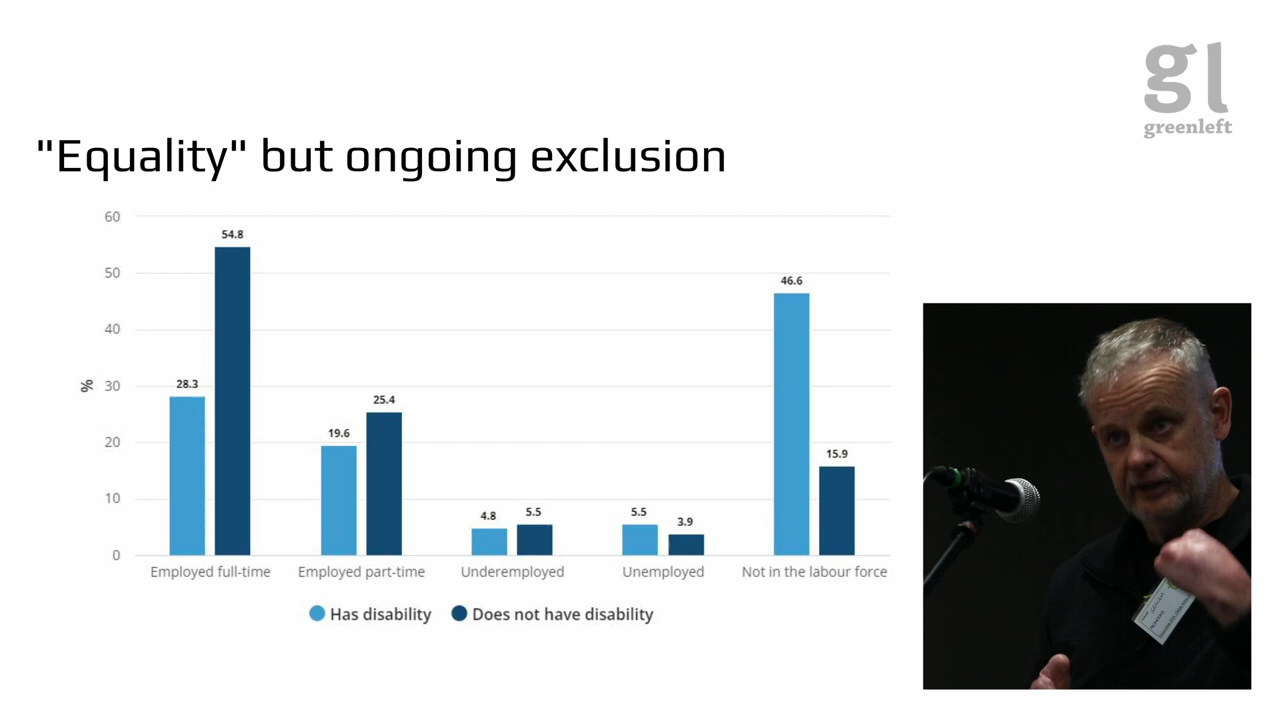 gl
greenleft
"Equality" but ongoing exclusion
60
50
40
30
20
10
0
%
28.3
54.8
19.6
25.4
4.8
5.5
5.5
3.9
46.6
15.9
Employed full-time
Employed part-time
Underemployed
Unemployed
Not in the labour force
Has disability
Does not have disability